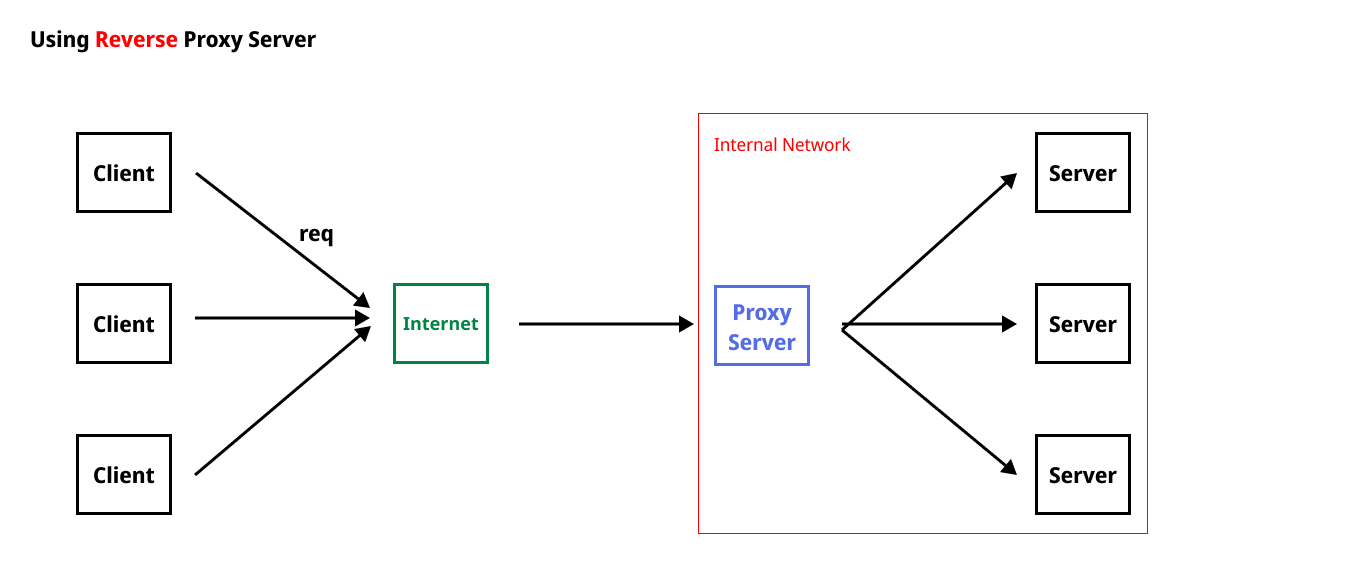 Using Reverse Proxy Server
Internal Network
Client
Server
req
Client
Internet
Proxy
Server
Server
Client
Server